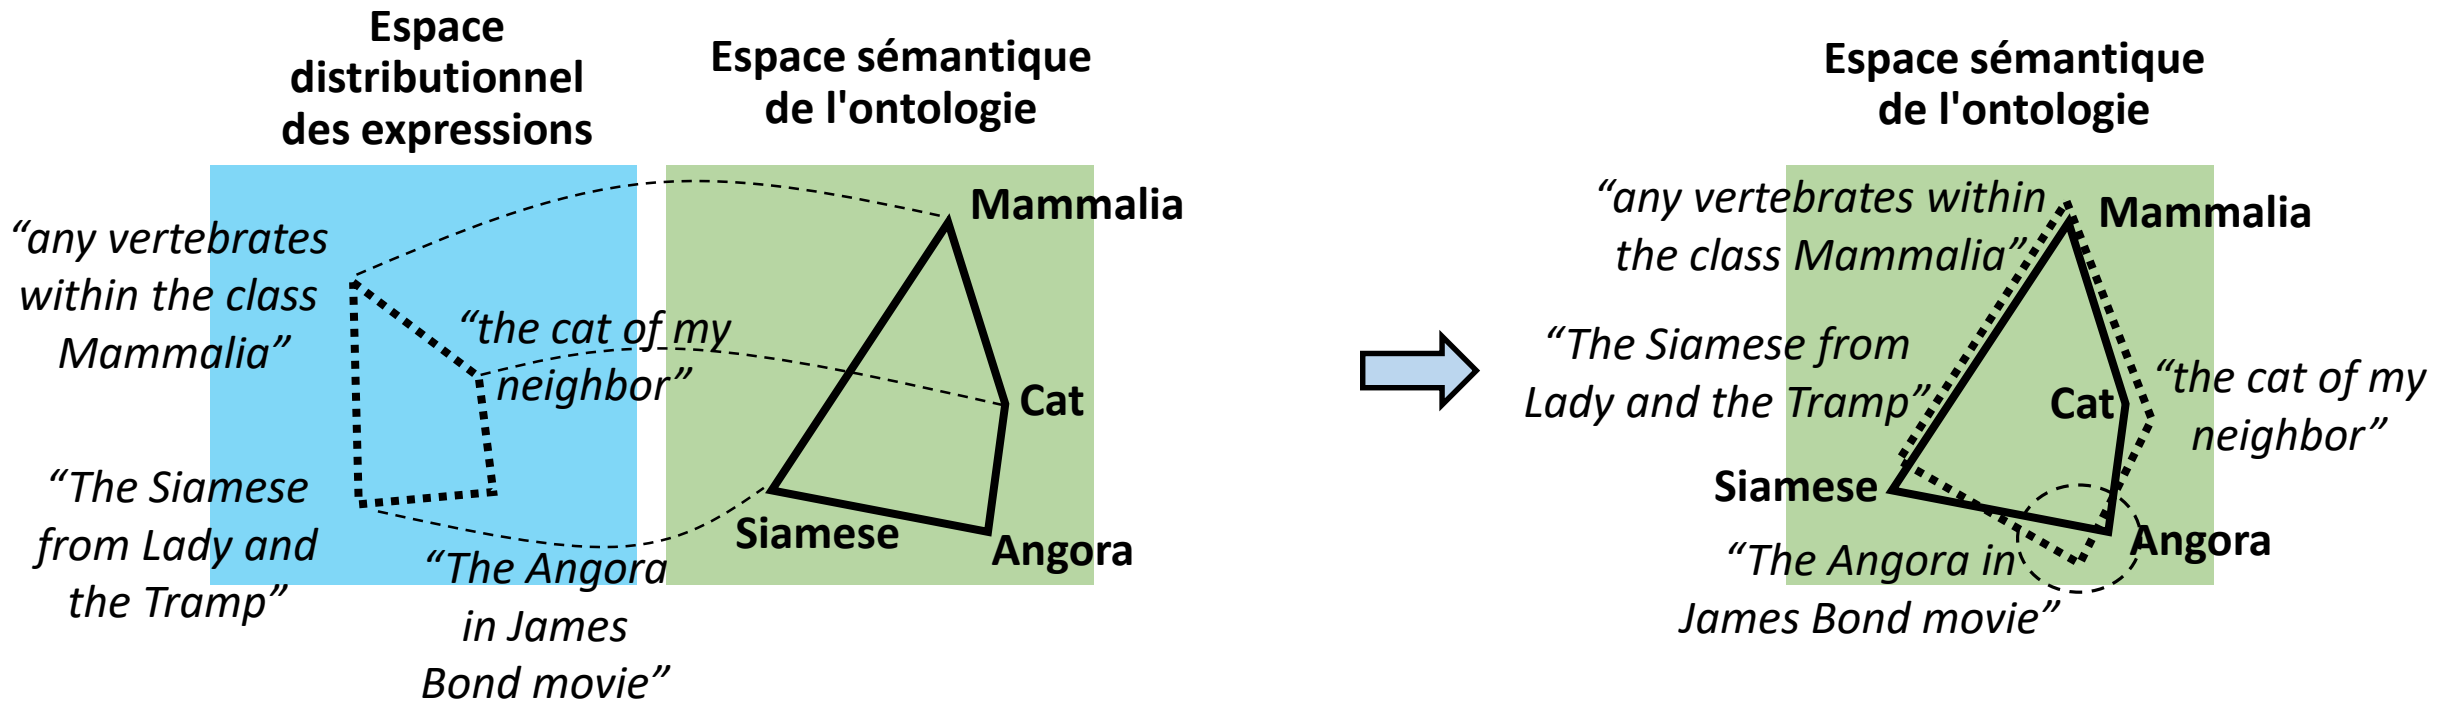 Espace
distributionnel
des expressions
Espace sémantique
de l'ontologie
“any vertebrates
within the class
Mammalia”
“the cat of my
neighbor”
“The Siamese
from Lady and
the Tramp”
“The Angora
in James
Bond movie”
Mammalia
Cat
Siamese
Angora
Espace sémantique
de l'ontologie
“any vertebrates within
the class Mammalia”
Mammalia
“The Siamese from
Lady and the Tramp”
Cat
“the cat of my
neighbor”
Siamese
Angora
“The Angora in
James Bond movie”